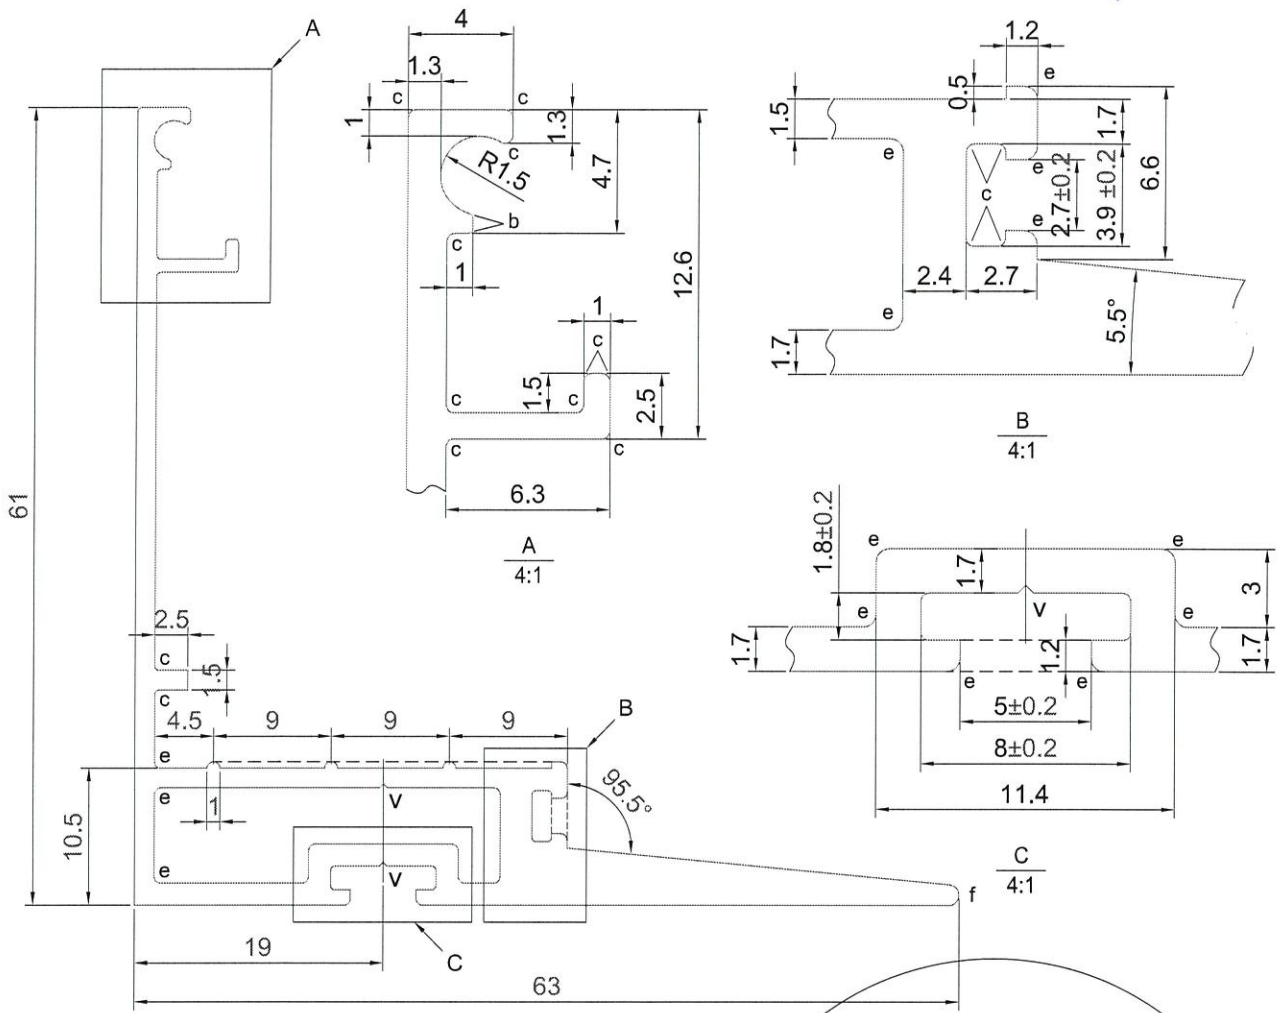 A
61
2.5
c
1.5
c
4.5
9
9
9
B
e
10.5
e
1
v
e
v
95.5°
f
19
C
63
4
1.3
c
c
1
1.3
c
R1.5
4.7
b
c
1
12.6
1
c
1.5
c
c
2.5
c
c
6.3
A
4:1
1.2
e
0.5
1.5
1.7
e
e
c
2.7±0.2
3.9 ±0.2
6.6
e
2.4
2.7
e
5.5°
1.7
B
4:1
1.8±0.2
e
e
1.7
3
e
v
e
1.7
1.2
1.7
e
e
5±0.2
8±0.2
11.4
C
4:1